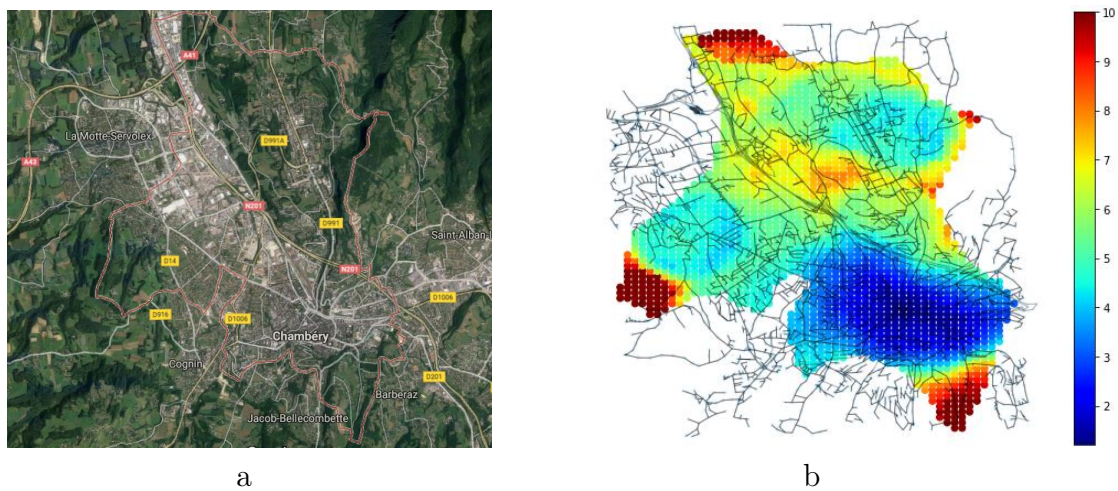 A41
La Motte-Servolex
D991A
A43
N201
D991
Saint-Alban-L
D14
N201
D1006
D916
D1006
Chambéry
Cognin
D201
Barberaz
Jacob-Bellecombette
a
10
9
8
7
6
5
4
3
2
b